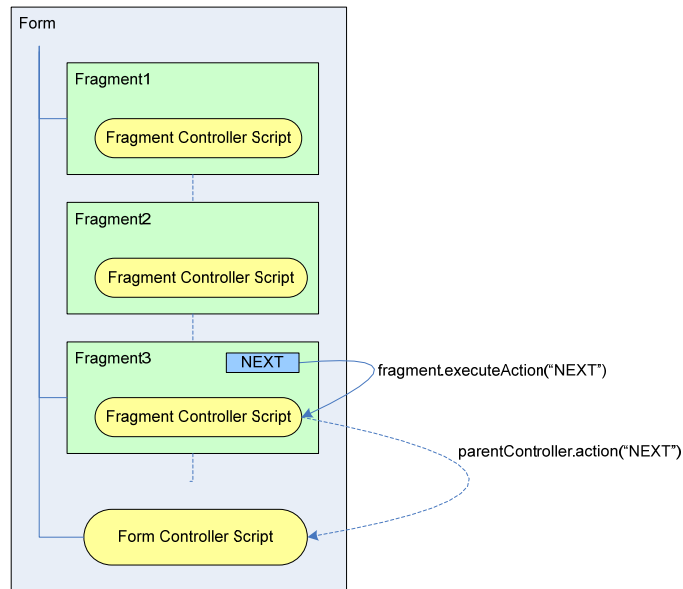 Form
Fragment1
Fragment Controller Script
Fragment2
Fragment Controller Script
Fragment3
NEXT
fragment.executeAction(“NEXT”)
Fragment Controller Script
parentController.action(“NEXT”)
Form Controller Script